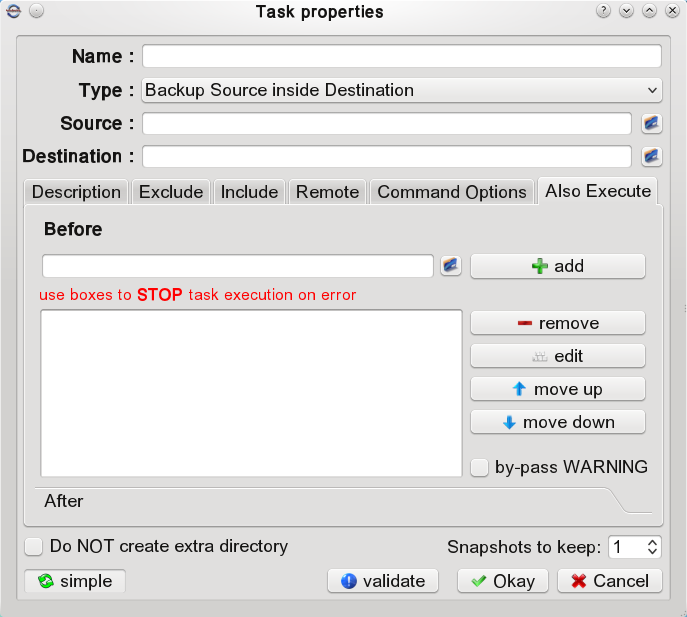 Task properties
Name :
Type : Backup Source inside Destination
Source :
Destination :
Description Exclude Include Remote Command Options Also Execute
Before
add
use boxes to STOP task execution on error
remove
edit
move up
move down
by-pass WARNING
After
Do NOT create extra directory Snapshots to keep: 1
simple validate Okay Cancel